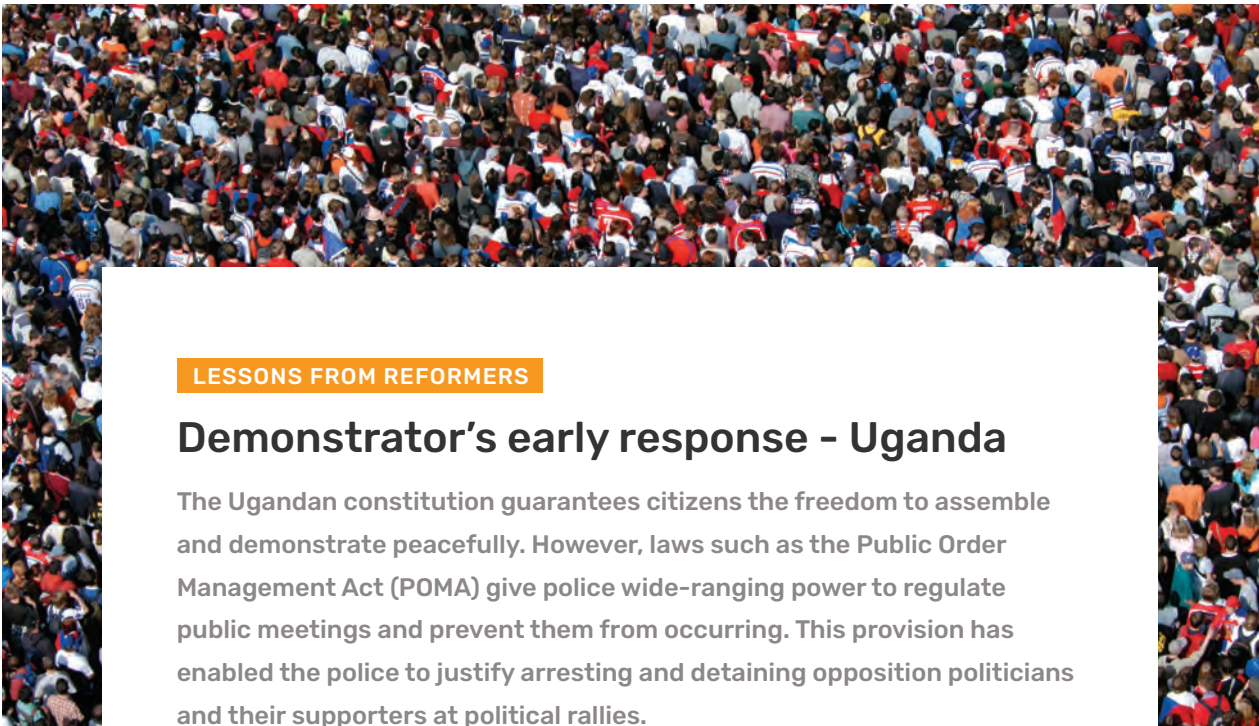 LESSONS FROM REFORMERS
Demonstrator’s early response - Uganda
The Ugandan constitution guarantees citizens the freedom to assemble
and demonstrate peacefully. However, laws such as the Public Order
Management Act (POMA) give police wide-ranging power to regulate
public meetings and prevent them from occurring. This provision has
enabled the police to justify arresting and detaining opposition politicians
and their supporters at political rallies.